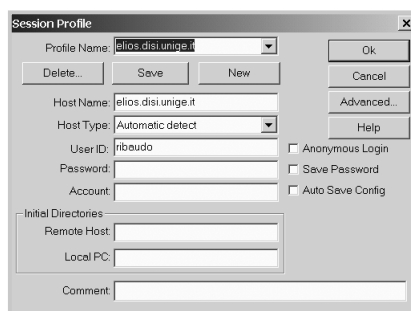 Session Profile
Profile Name: elios.disi.unige.it
Ok
Delete... Save New
Cancel
Host Name: elios.disi.unige.it
Advanced...
Host Type: Automatic detect
Help
User ID: ribaudo
Anonymous Login
Password:
Save Password
Account:
Auto Save Config
Initial Directories
Remote Host:
Local PC:
Comment: